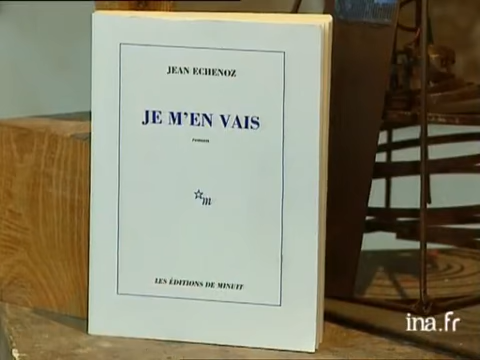 JEAN ECHENOZ
JE M'EN VAIS
roman
m
LES ÉDITIONS DE MINUIT
ina.fr